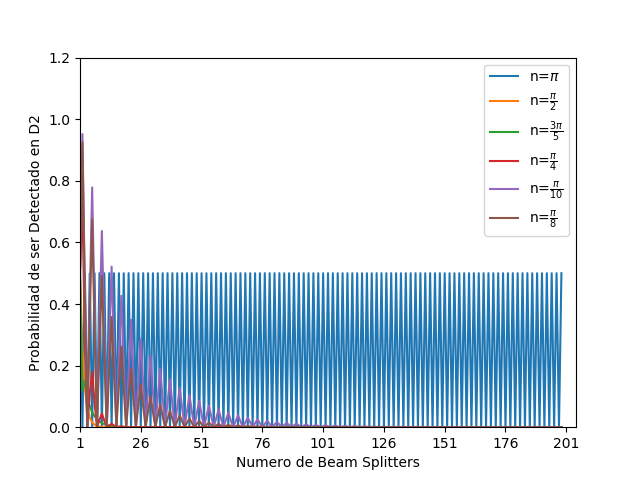 1.2
1.0
0.8
0.6
0.4
0.2
0.0
Probabilidad de ser Detectado en D2
n=π
n=π/2
n=3π/5
n=π/4
n=π/10
n=π/8
1 26 51 76 101 126 151 176 201
Numero de Beam Splitters